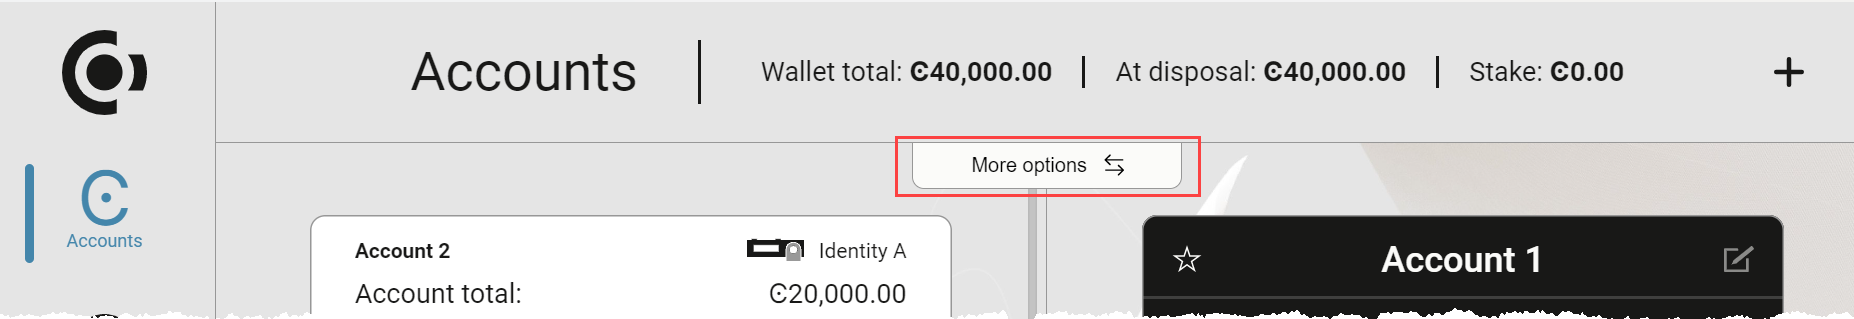 Accounts
Wallet total: Ͼ40,000.00
At disposal: Ͼ40,000.00
Stake: Ͼ0.00
More options
Accounts
Account 2
Identity A
Account total:
Ͼ20,000.00
Account 1